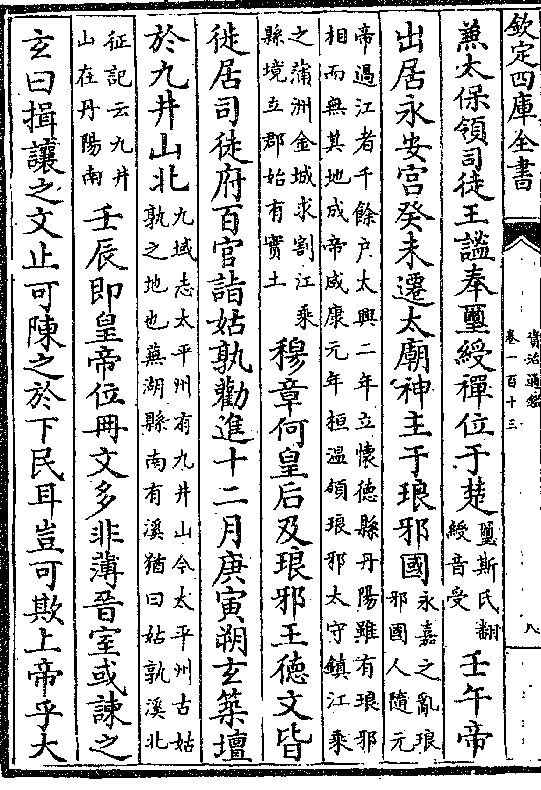 欽定四庫全書
資治通鑑
卷一百十三
八
兼太保領司徒王謐奉璽綬禪位于楚
璽斯氏翻
綬音受
壬午帝
出居永安宫癸未遷太廟神主于琅邪國
永嘉之亂琅
邪國人隨元
帝過江者千餘户太興二年立懷德縣丹陽雖有琅邪
相而無其地成帝咸康元年桓温領琅邪太守鎮江乗
之蒲洲金城求割江乗
縣境立郡始有實土
穆章何皇后及琅邪王德文皆
徙居司徒府百官詣姑孰勸進十二月庚寅朔玄築壇
於九井山北
九域志太平州有九井山今太平州古姑
孰之地也蕪湖縣南有溪猶曰姑孰溪北
征記云九井
山在丹陽南
壬辰即皇帝位冊文多非薄晉室或諫之
玄曰揖讓之文止可陳之於下民耳豈可欺上帝乎大